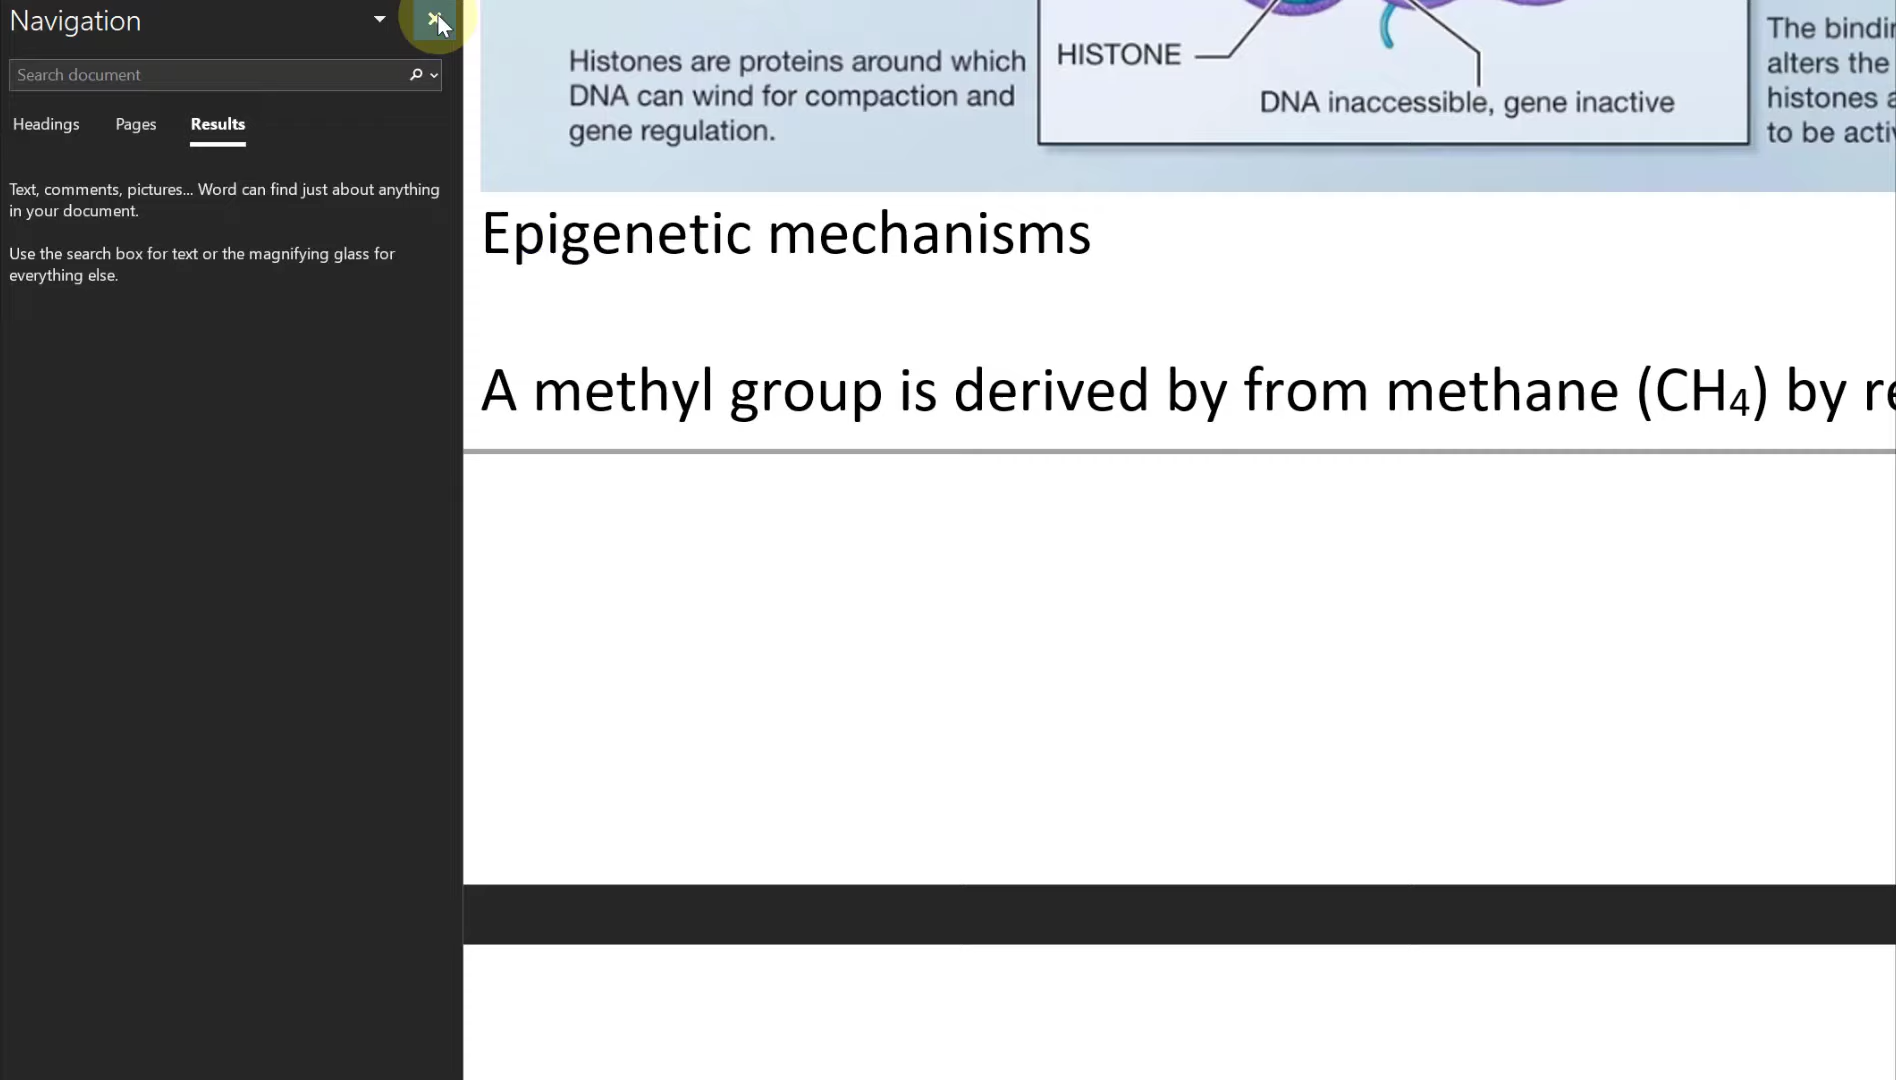 Navigation
Search document
Headings Pages Results
Text, comments, pictures... Word can find just about anything
in your document.
Use the search box for text or the magnifying glass for
everything else.
Histones are proteins around which
DNA can wind for compaction and
gene regulation.
HISTONE
DNA inaccessible, gene inactive
The
alters the
histones
to be
Epigenetic mechanisms
A methyl group is derived by from methane (CH₄) by